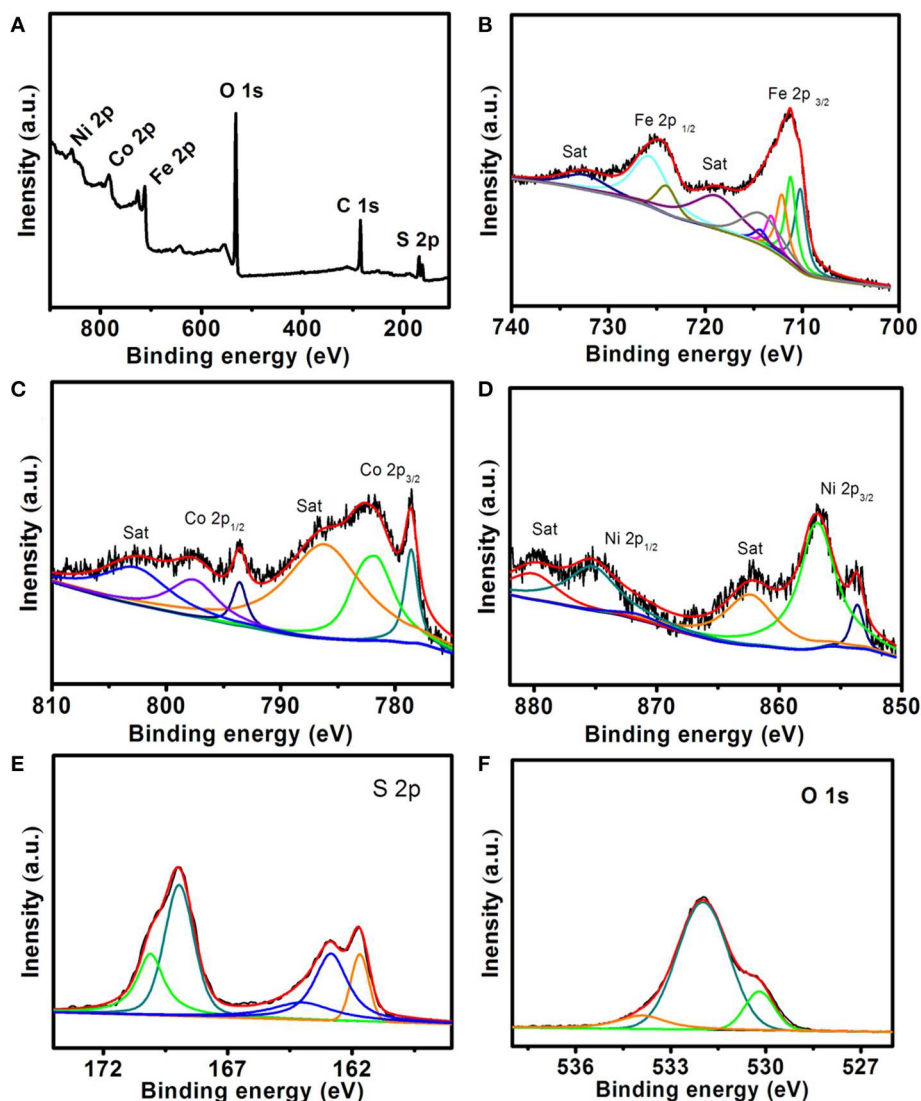 A
Inensity (a.u.)
Ni 2p
Co 2p
Fe 2p
O 1s
C 1s
S 2p
800 600 400 200
Binding energy (eV)
B
Inensity (a.u.)
Sat
Fe 2p 1/2
Sat
Fe 2p 3/2
740 730 720 710 700
Binding energy (eV)
C
Inensity (a.u.)
Sat
Co 2p1/2
Sat
Co 2p3/2
810 800 790 780
Binding energy (eV)
D
Inensity (a.u.)
Sat
Ni 2p1/2
Sat
Ni 2p3/2
880 870 860 850
Binding energy (eV)
E
Inensity (a.u.)
S 2p
172 167 162
Binding energy (eV)
F
Inensity (a.u.)
O 1s
536 533 530 527
Binding energy (eV)